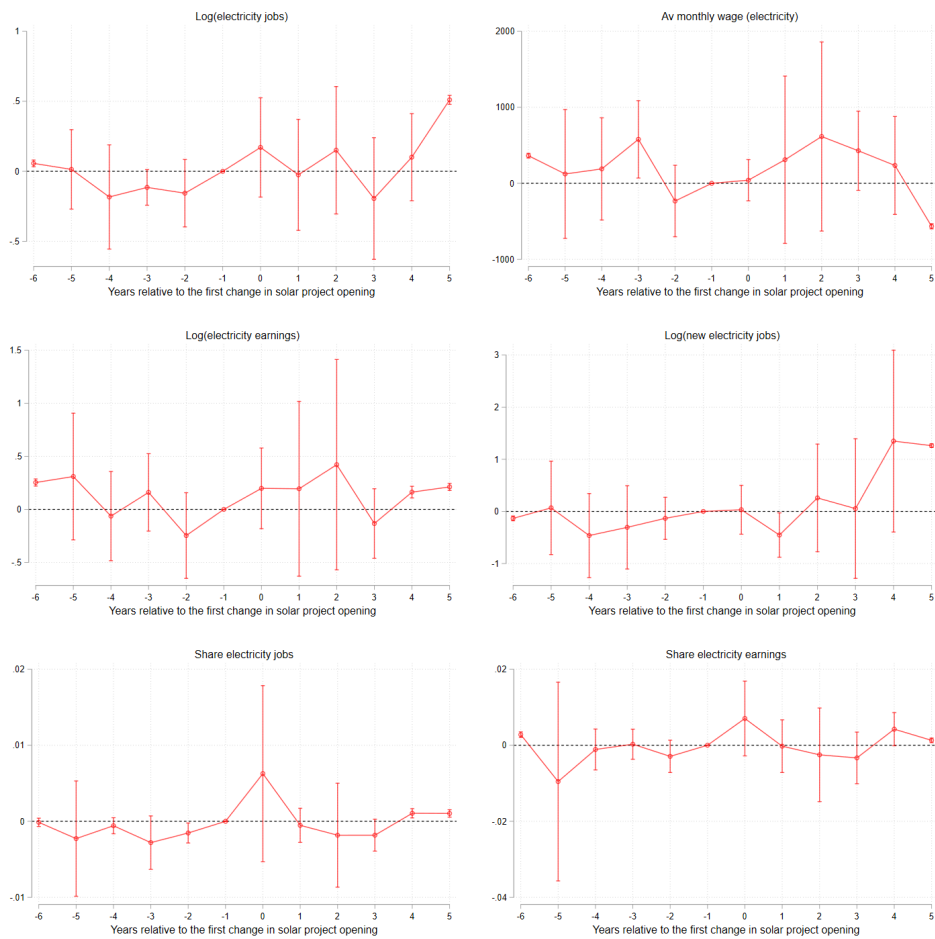 Log(electricity jobs)
1
.5
0
-.5
-6 -5 -4 -3 -2 -1 0 1 2 3 4 5
Years relative to the first change in solar project opening
Av monthly wage (electricity)
2000
1000
0
-1000
-6 -5 -4 -3 -2 -1 0 1 2 3 4 5
Years relative to the first change in solar project opening
Log(electricity earnings)
1.5
1
.5
0
-.5
-6 -5 -4 -3 -2 -1 0 1 2 3 4 5
Years relative to the first change in solar project opening
Log(new electricity jobs)
3
2
1
0
-1
-6 -5 -4 -3 -2 -1 0 1 2 3 4 5
Years relative to the first change in solar project opening
Share electricity jobs
.02
.01
0
-.01
-6 -5 -4 -3 -2 -1 0 1 2 3 4 5
Years relative to the first change in solar project opening
Share electricity earnings
.02
0
-.02
-.04
-6 -5 -4 -3 -2 -1 0 1 2 3 4 5
Years relative to the first change in solar project opening